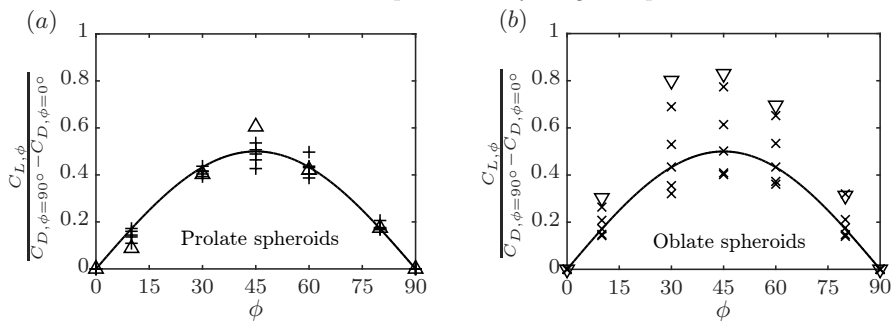 (a)
1
0.8
0.6
0.4
0.2
0
C_{L,ϕ}
C_{D,ϕ=90°} − C_{D,ϕ=0°}
Prolate spheroids
0 15 30 45 60 75 90
ϕ
(b)
1
0.8
0.6
0.4
0.2
0
C_{L,ϕ}
C_{D,ϕ=90°} − C_{D,ϕ=0°}
Oblate spheroids
0 15 30 45 60 75 90
ϕ